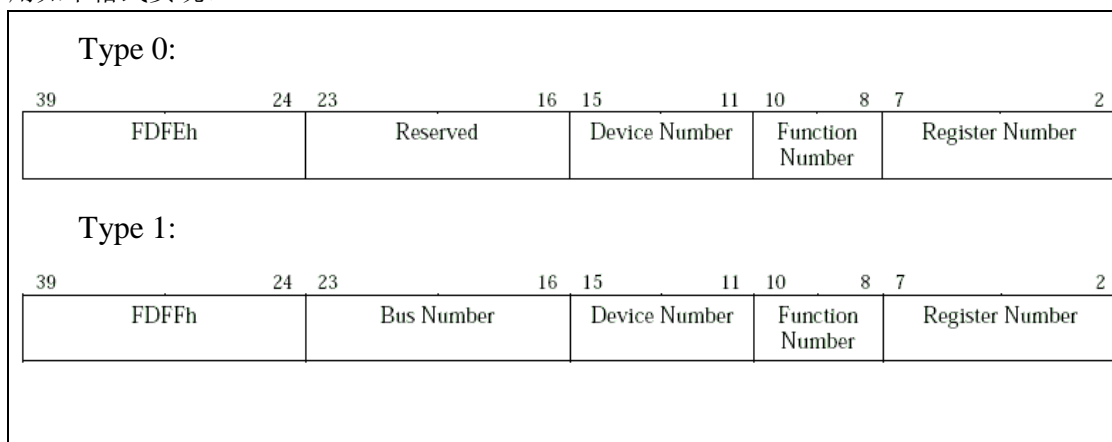 Type 0:
39 24 23 16 15 11 10 8 7 2
FDFEh Reserved Device Number Function Number Register Number
Type 1:
39 24 23 16 15 11 10 8 7 2
FDFFh Bus Number Device Number Function Number Register Number